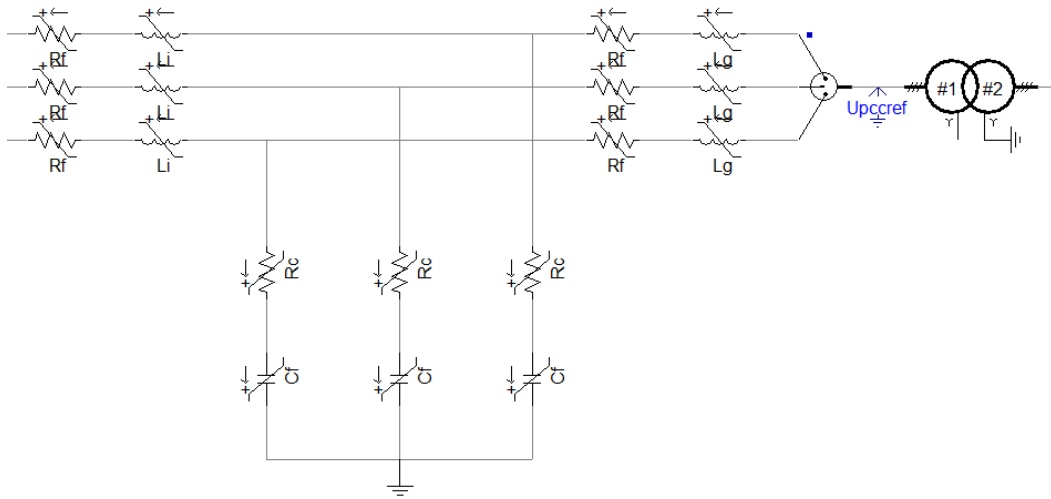 Rf Li Rf Lg
Rf Li Rf Lg
Upccref
#1 #2
Rf Li Rf Lg
Rc Rc Rc
Cf Cf Cf